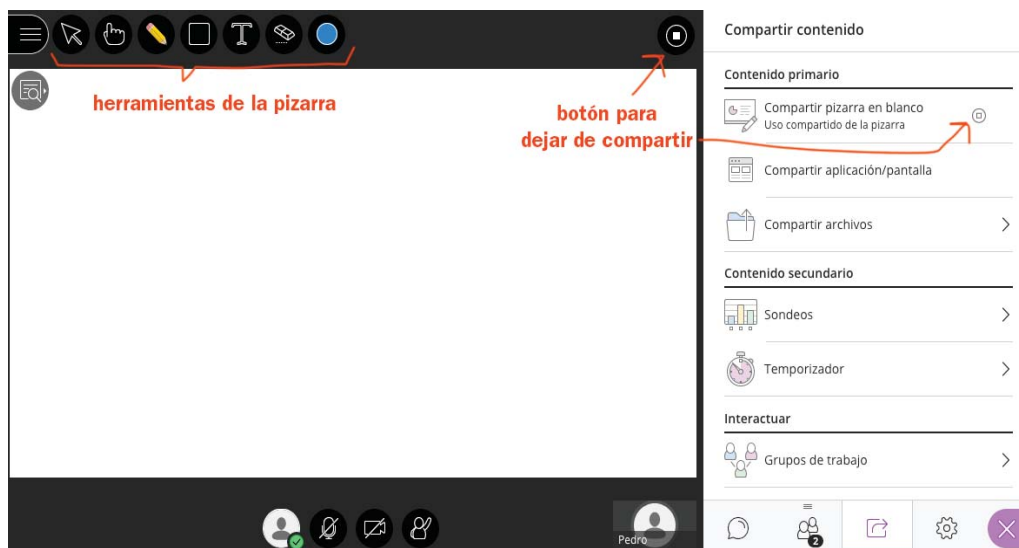 herramientas de la pizarra
botón para
dejar de compartir
Pedro
Compartir contenido
Contenido primario
Compartir pizarra en blanco
Uso compartido de la pizarra
Compartir aplicación/pantalla
Compartir archivos
Contenido secundario
Sondeos
Temporizador
Interactuar
Grupos de trabajo
2